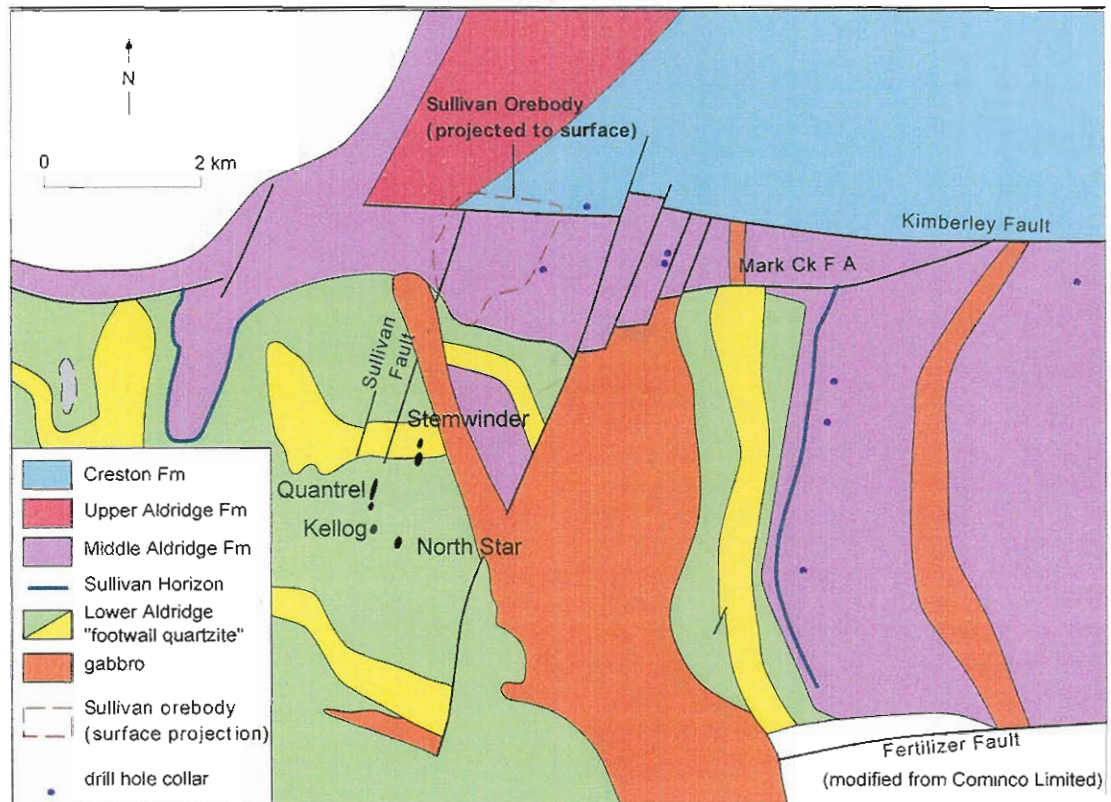 N
Sullivan Orebody
(projected to surface)
0 2 km
Kimberley Fault
Mark Ck F A
Sullivan
Fault
Stemwinder
Quantrel
Kellog
North Star
Creston Fm
Upper Aldridge Fm
Middle Aldridge Fm
Sullivan Horizon
Lower Aldridge
"footwall quartzite"
gabbro
Sullivan orebody
(surface projection)
drill hole collar
Fertilizer Fault
(modified from Cominco Limited)